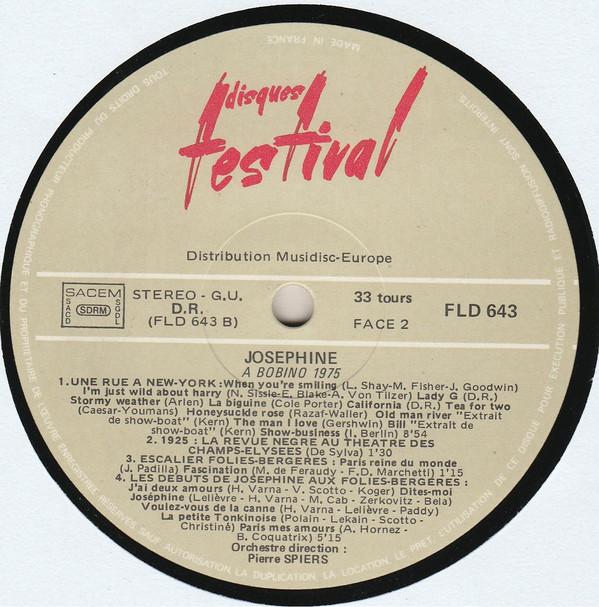 MADE IN FRANCE
TOUS DROITS DU PRODUCTEUR PHONOGRAPHIQUE ET DU PROPRIETAIRE DE L'ŒUVRE ENREGISTREE RESERVES SAUF AUTORISATION. LA DUPLICATION, LA LOCATION, LE PRET, L'UTILISATION DE CE DISQUE POUR EXECUTION PUBLIQUE ET RADIODIFFUSION SONT INTERDITS
disques
festival
Distribution Musidisc-Europe
SACEM
SACD
SDRM
SGDL
STEREO - G.U.
D.R.
(FLD 643 B)
33 tours
FACE 2
FLD 643
JOSEPHINE
A BOBINO 1975
1.UNE RUE A NEW-YORK :When you're smiling (L. Shay-M. Fisher-J. Goodwin)
I'm just wild about harry (N. Sissie-E. Blake-A. Von Tilzer) Lady G (D.R.)
Stormy weather (Arlen) La biguine (Cole Porter) California (D.R.) Tea for two
(Caesar-Youmans) Honeysuckle rose (Razaf-Waller) Old man river "Extrait
de show-boat" (Kern) The man I love (Gershwin) Bill "Extrait de
show-boat" (Kern) Show-business (I. Berlin) 8'54
2. 1925 : LA REVUE NEGRE AU THEATRE DES
CHAMPS-ELYSEES (De Sylva) 1'30
3. ESCALIER FOLIES-BERGERES : Paris reine du monde
(J. Padilla) Fascination (M. de Feraudy - F.D. Marchetti) 1'15
4. LES DEBUTS DE JOSEPHINE AUX FOLIES-BERGERES :
J'ai deux amours (H. Varna - V. Scotto - Koger) Dites-moi
Joséphine (Lelièvre - H. Varna - M. Cab - Zerkovitz - Bela)
Voulez-vous de la canne (H. Varna - Lelièvre - Paddy)
La petite Tonkinoise (Polain - Lekain - Scotto -
Christiné) Paris mes amours (A. Hornez -
B. Coquatrix) 5'15
Orchestre direction :
Pierre SPIERS